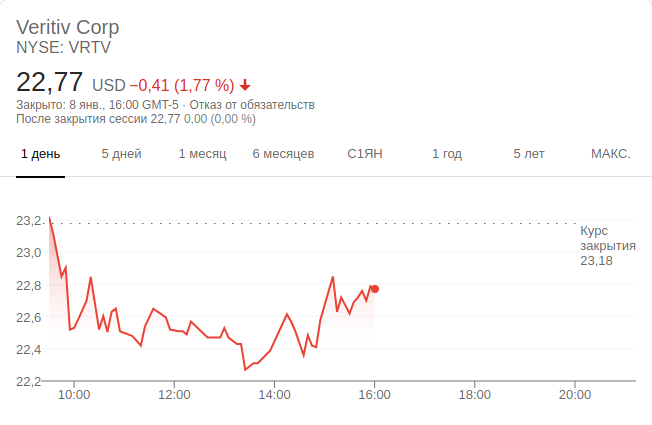 Veritiv Corp
NYSE: VRTV
22,77 USD −0,41 (1,77 %)
Закрыто: 8 янв., 16:00 GMT-5 · Отказ от обязательств
После закрытия сессии 22,77 0,00 (0,00 %)
1 день 5 дней 1 месяц 6 месяцев С1ЯН 1 год 5 лет МАКС.
23,2
Курс
закрытия
23,18
23,0
22,8
22,6
22,4
22,2
10:00 12:00 14:00 16:00 18:00 20:00